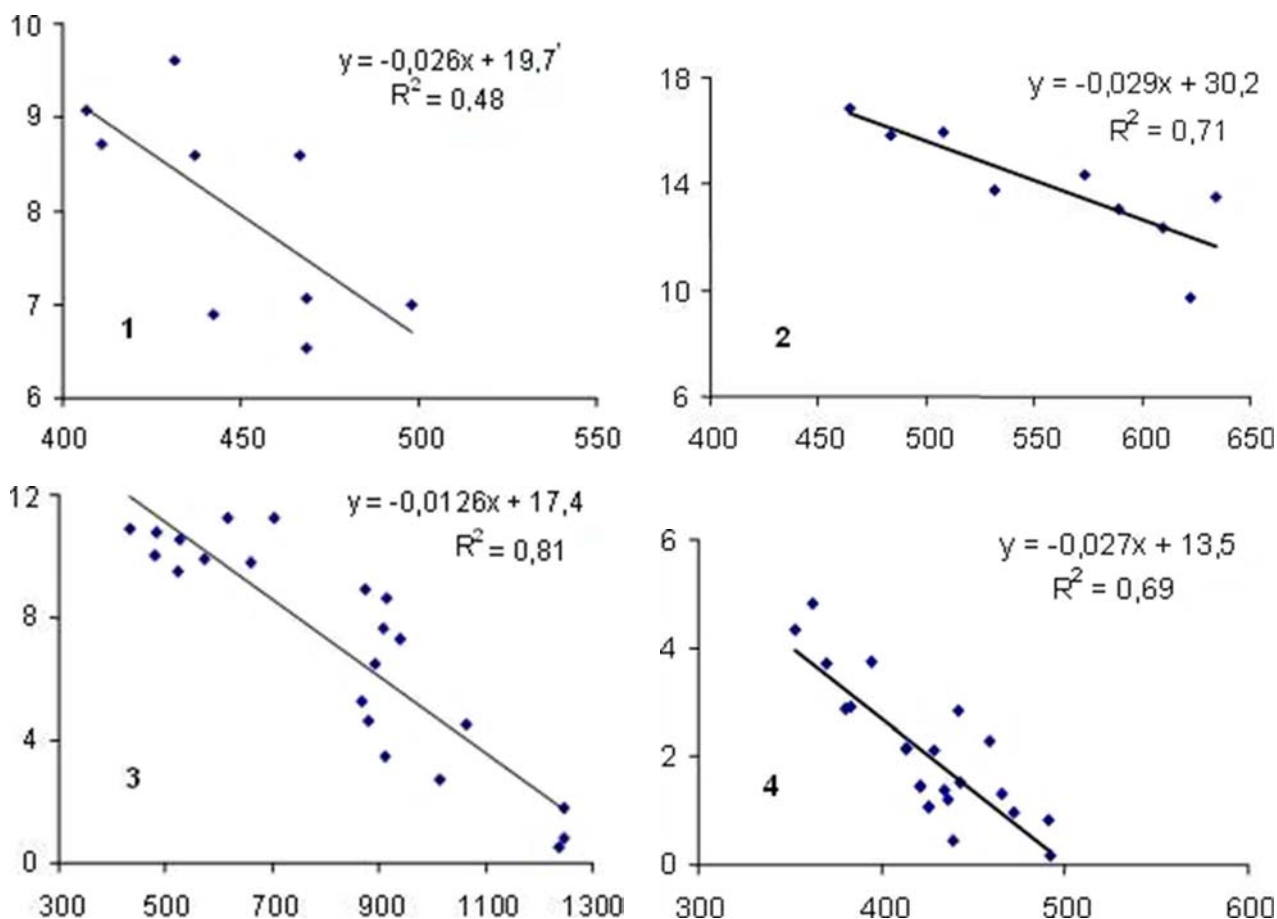 10
9
8
7
6
400 450 500 550
y = -0,026x + 19,7'
R² = 0,48
1
18
14
10
6
400 450 500 550 600 650
y = -0,029x + 30,2
R² = 0,71
2
12
8
4
0
300 500 700 900 1100 1300
y = -0,0126x + 17,4
R² = 0,81
3
6
4
2
0
300 400 500 600
y = -0,027x + 13,5
R² = 0,69
4